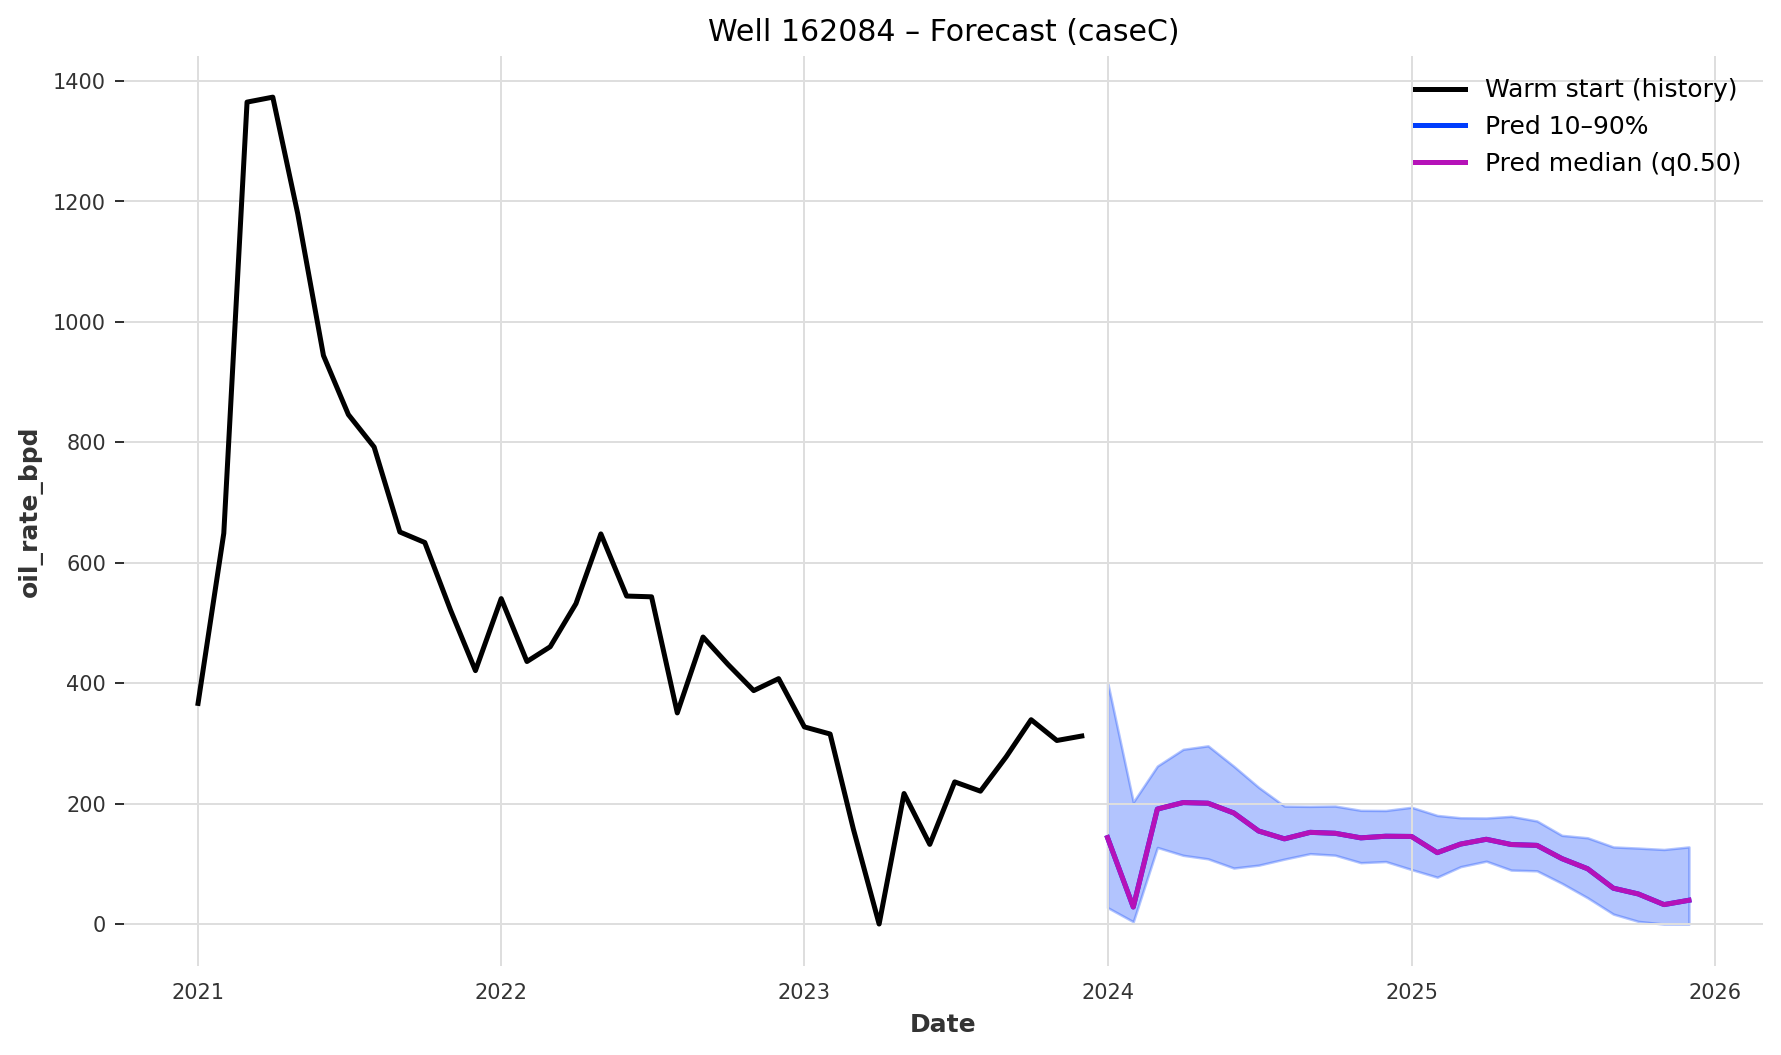 Well 162084 – Forecast (caseC)
Warm start (history)
Pred 10–90%
Pred median (q0.50)
oil_rate_bpd
1400
1200
1000
800
600
400
200
0
2021
2022
2023
2024
2025
2026
Date